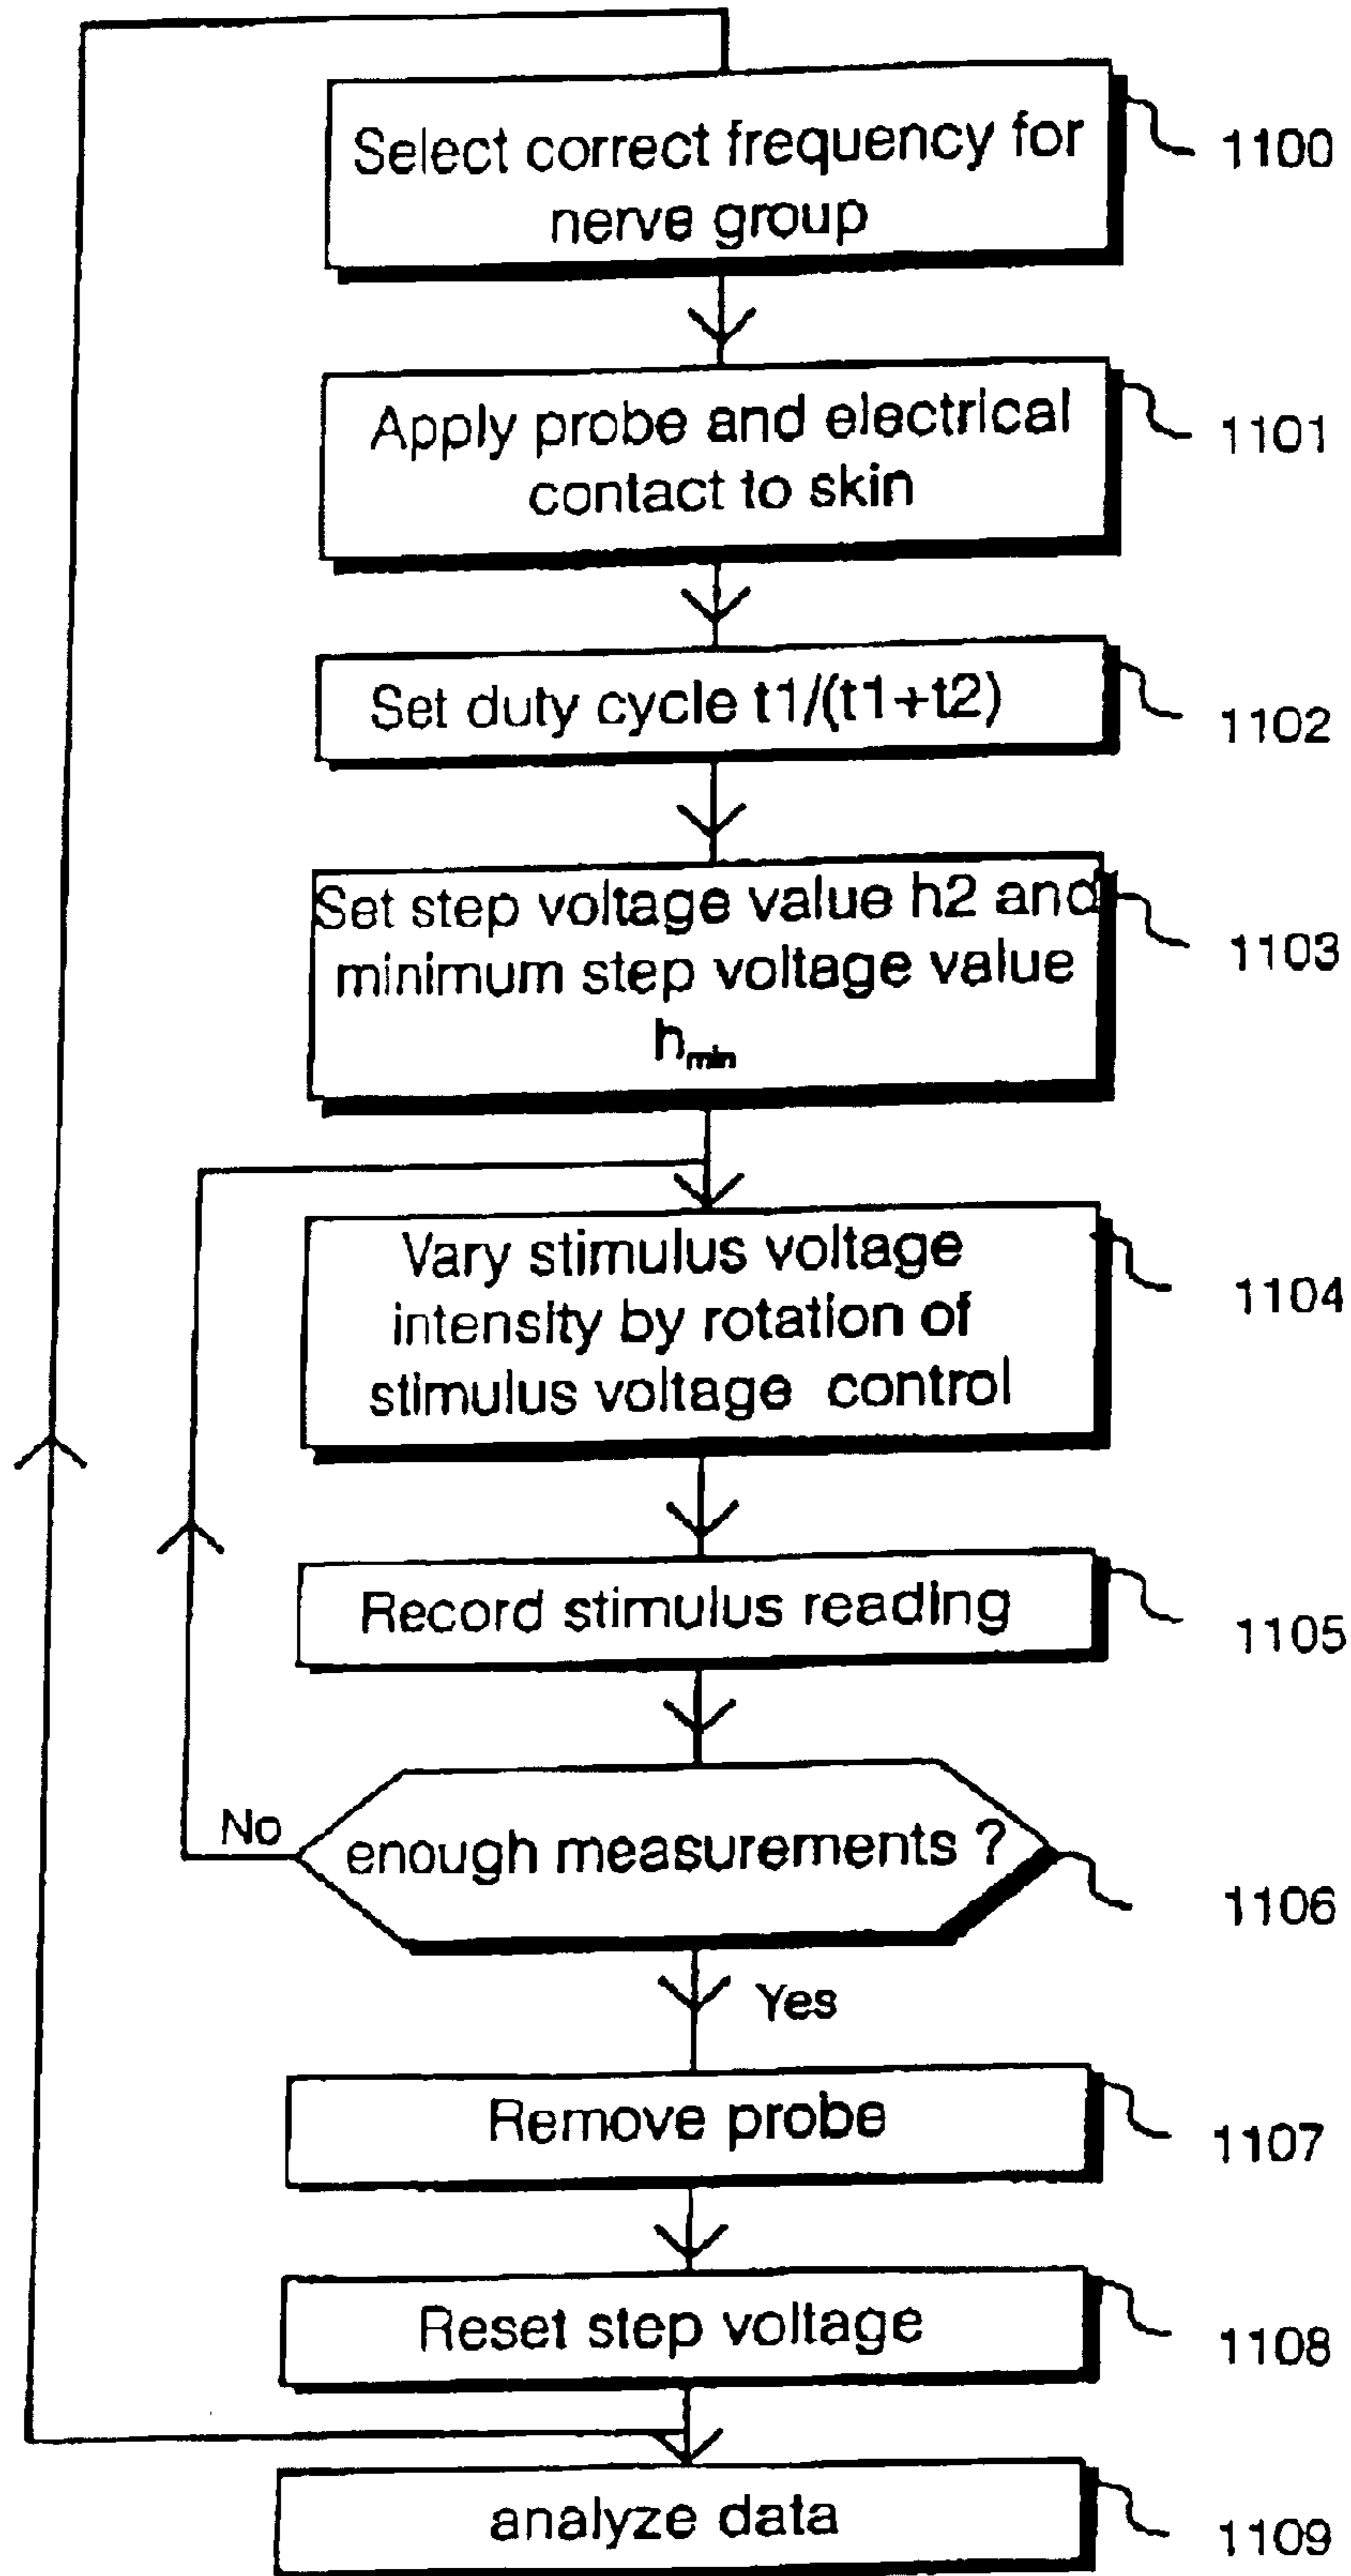 Select correct frequency for
nerve group
1100
Apply probe and electrical
contact to skin
1101
Set duty cycle t1/(t1+t2)
1102
Set step voltage value h2 and
minimum step voltage value
hmin
1103
Vary stimulus voltage
intensity by rotation of
stimulus voltage control
1104
Record stimulus reading
1105
No
enough measurements ?
1106
Yes
Remove probe
1107
Reset step voltage
1108
analyze data
1109